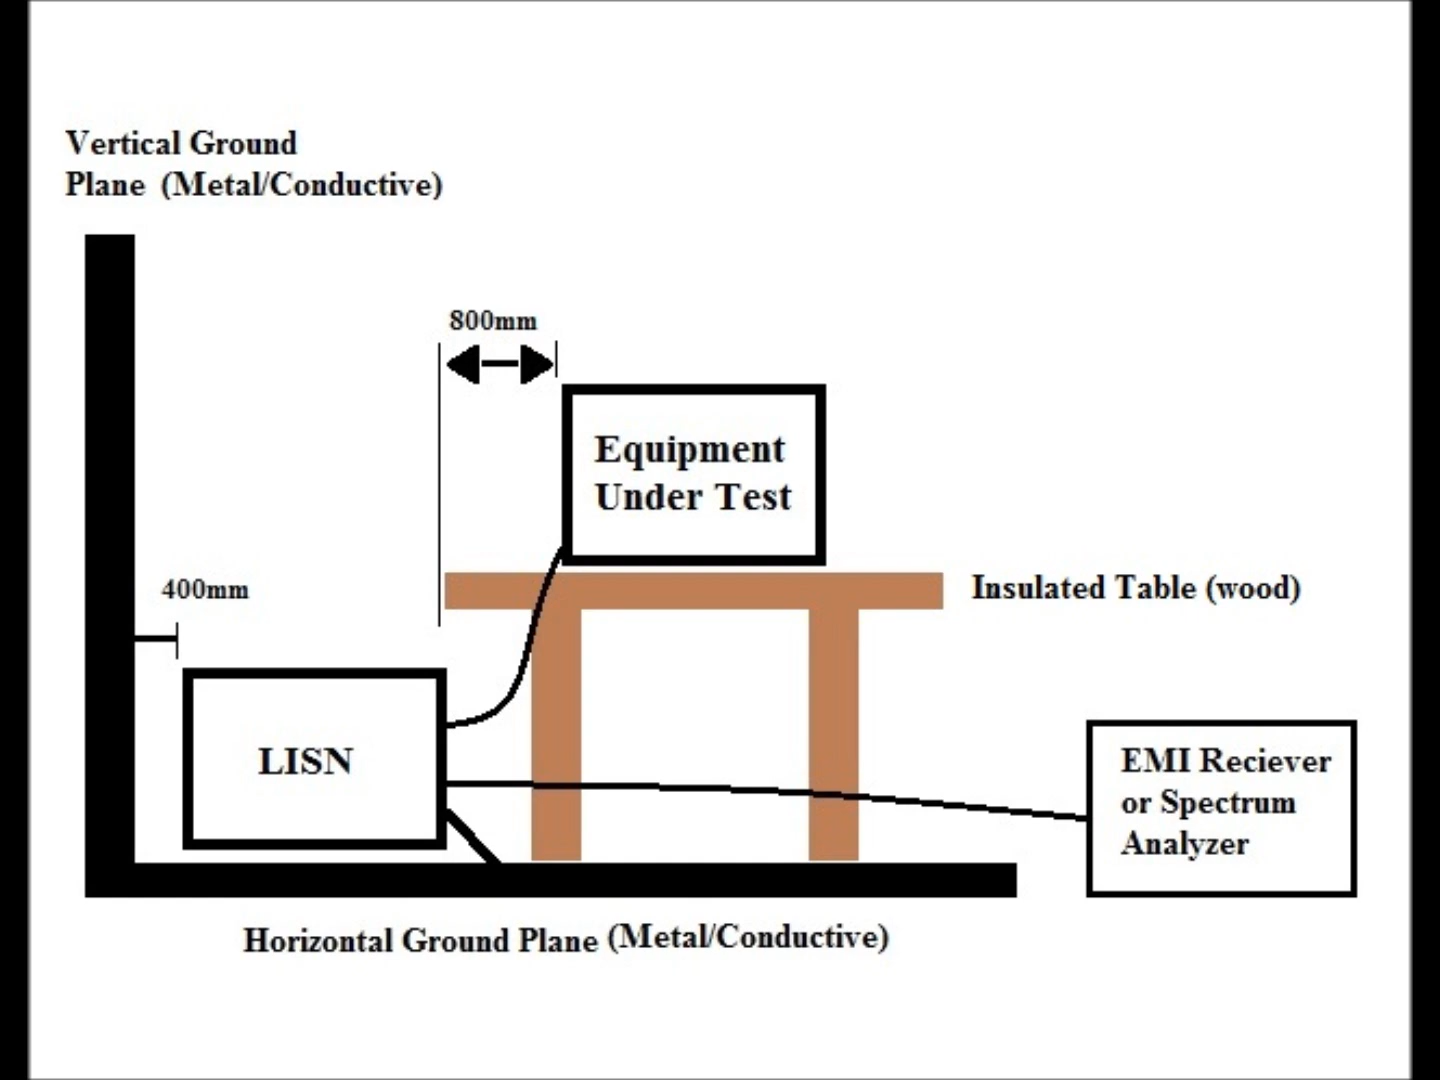 Vertical Ground
Plane (Metal/Conductive)
800mm
Equipment
Under Test
400mm
Insulated Table (wood)
LISN
EMI Reciever
or Spectrum
Analyzer
Horizontal Ground Plane (Metal/Conductive)